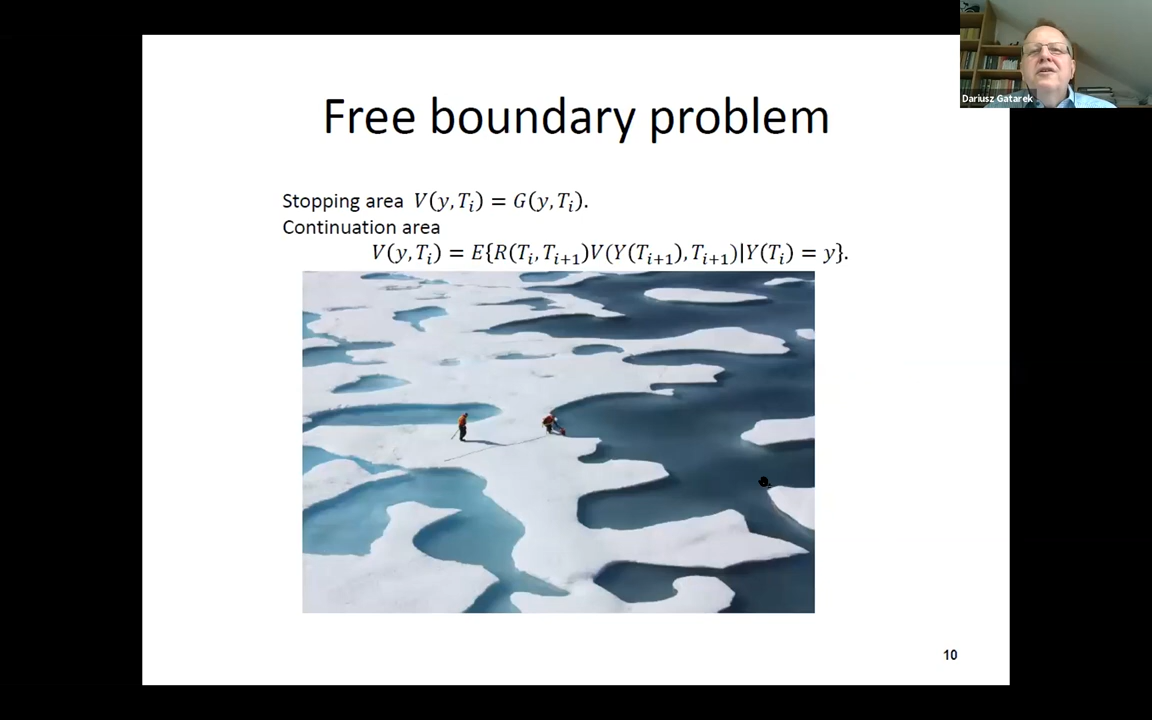 Free boundary problem
Dariusz Gatarek
Stopping area V(y, T_i) = G(y, T_i).
Continuation area
V(y, T_i) = E{R(T_i, T_{i+1})V(Y(T_{i+1}), T_{i+1})|Y(T_i) = y}.
10